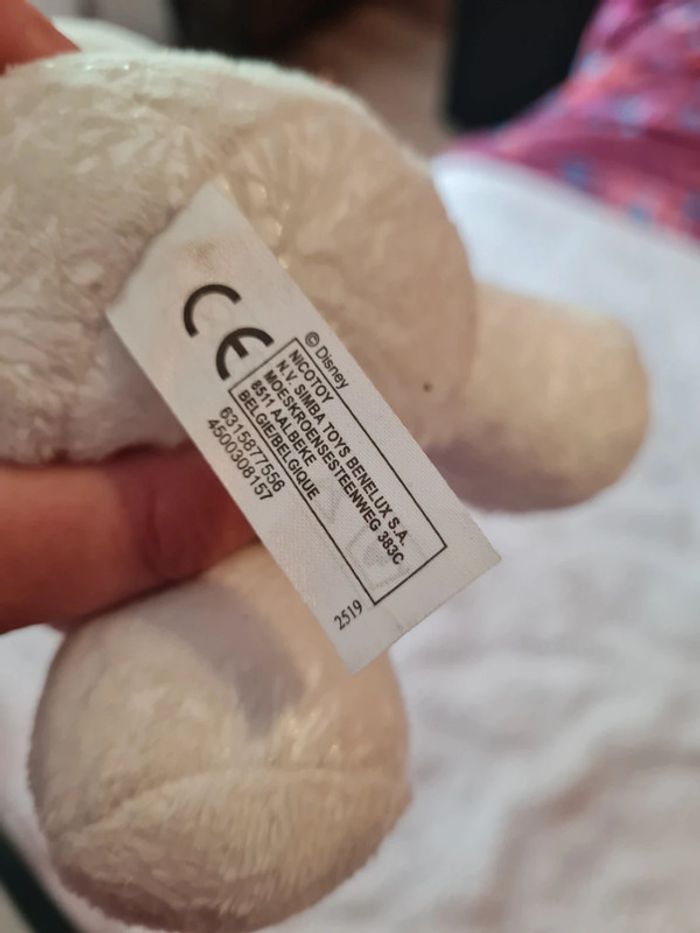 CE
© Disney
NICOTOY
N.V. SIMBA TOYS BENELUX S.A.
MOESKROENSESTEENWEG 383C
8511 AALBEKE
BELGIE/BELGIQUE
6315877556
4500308157
2519